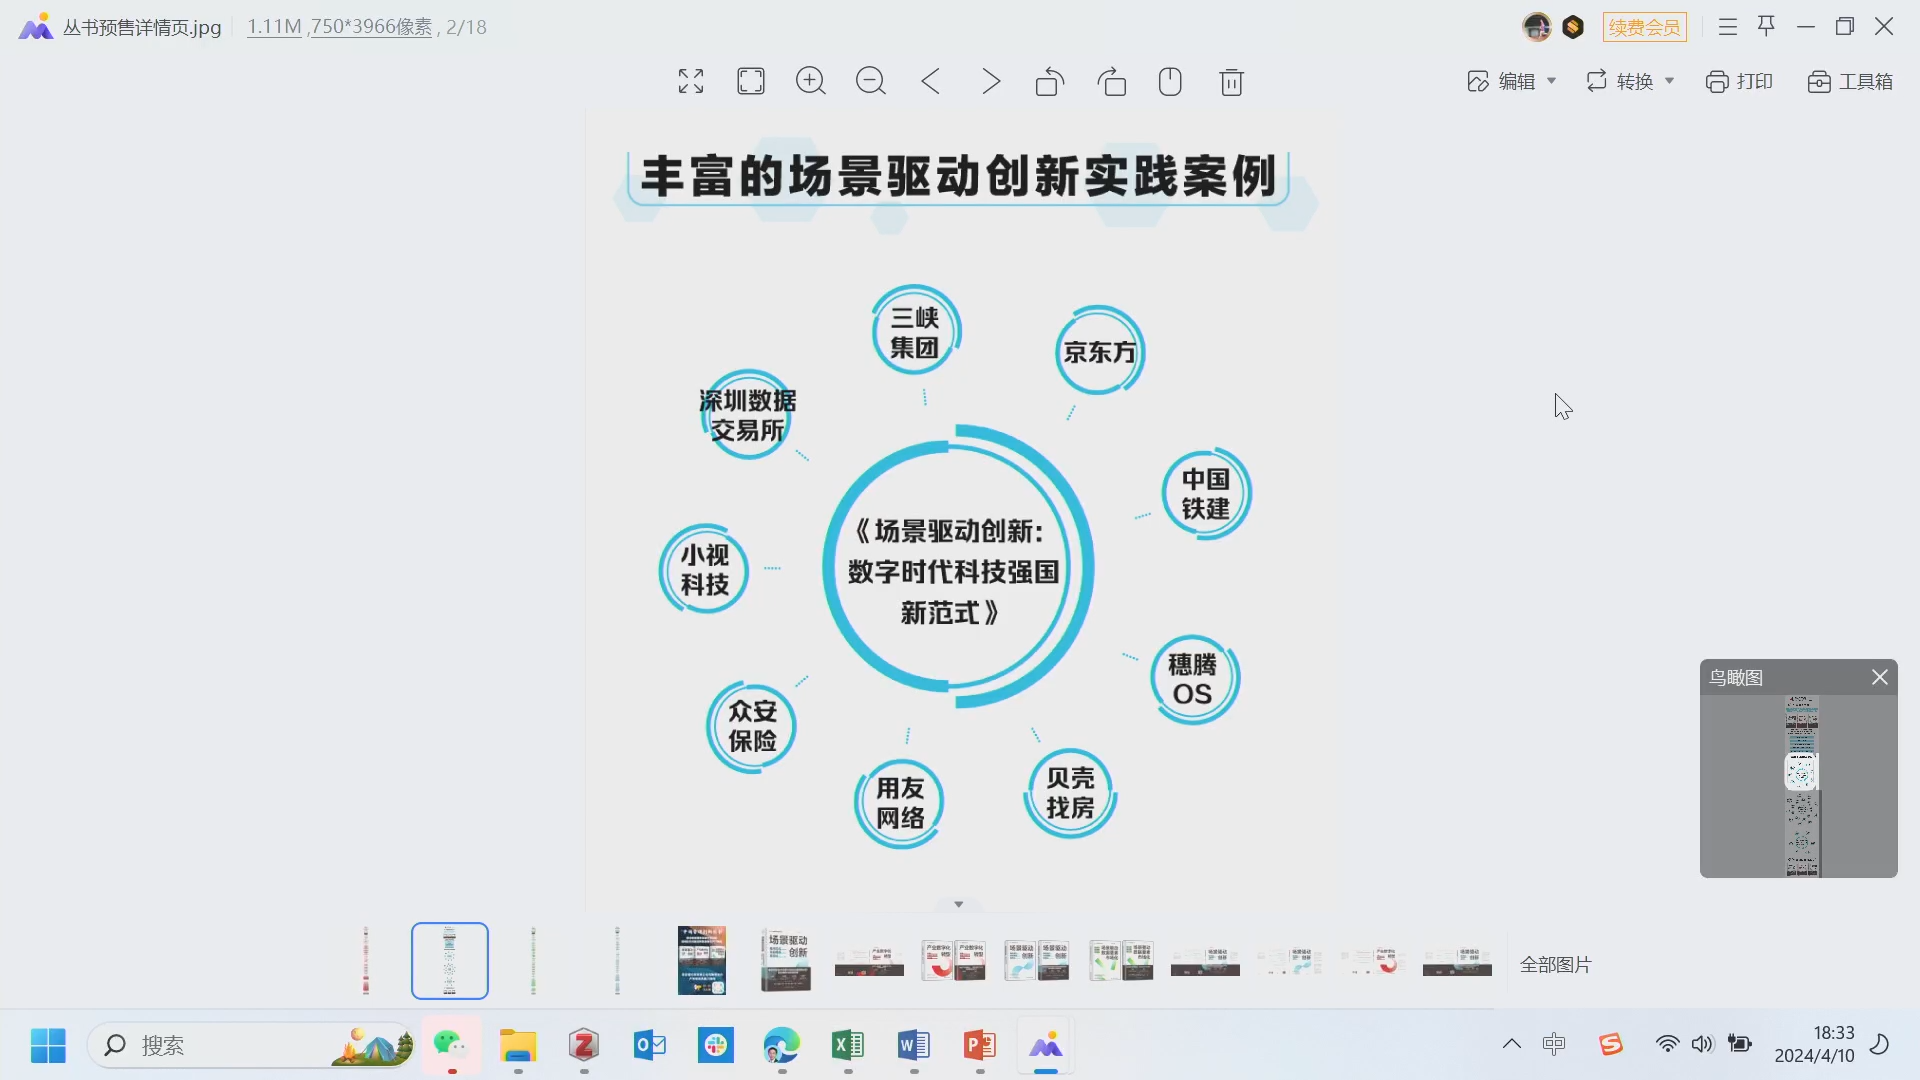 丛书预售详情页.jpg
1.11M ,750*3966像素 , 2/18
续费会员
编辑
转换
打印
工具箱
丰富的场景驱动创新实践案例
三峡
集团
京东方
深圳数据
交易所
中国
铁建
《场景驱动创新:
数字时代科技强国
新范式》
小视
科技
穗腾
OS
众安
保险
用友
网络
贝壳
找房
鸟瞰图
全部图片
搜索
中
18:33
2024/4/10